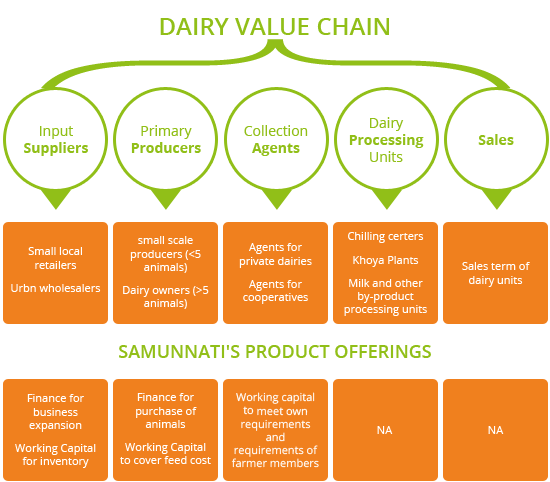 DAIRY VALUE CHAIN
Input
Suppliers
Primary
Producers
Collection
Agents
Dairy
Processing
Units
Sales
Small local
retailers
Urbn wholesalers
small scale
producers (<5
animals)
Dairy owners (>5
animals)
Agents for
private dairies
Agents for
cooperatives
Chilling certers
Khoya Plants
Milk and other
by-product
processing units
Sales term of
dairy units
SAMUNNATI'S PRODUCT OFFERINGS
Finance for
business
expansion
Working Capital
for inventory
Finance for
purchase of
animals
Working Capital
to cover feed cost
Working capital
to meet own
requirements
and
requirements of
farmer members
NA
NA